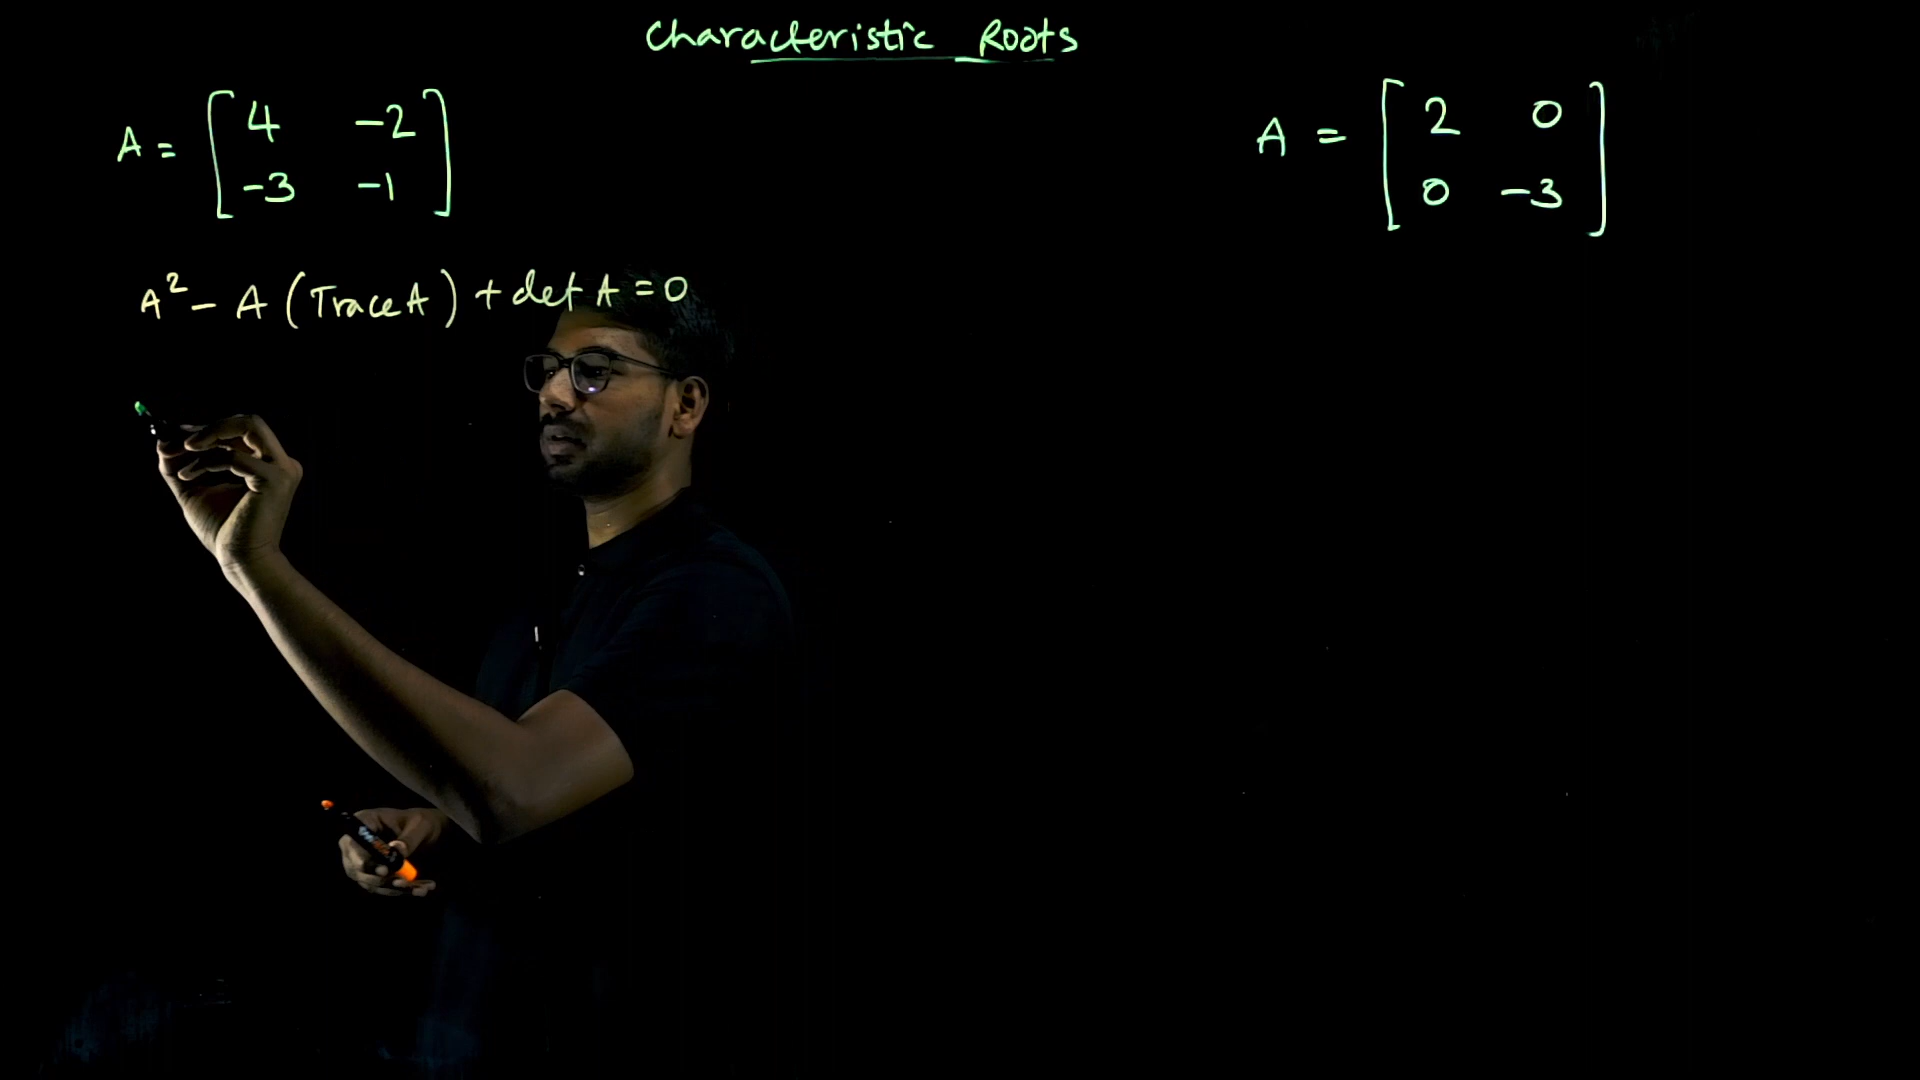 Characteristic Roots
A = [4 -2
-3 -1]
A = [2 0
0 -3]
A² - A (Trace A) + det A = 0